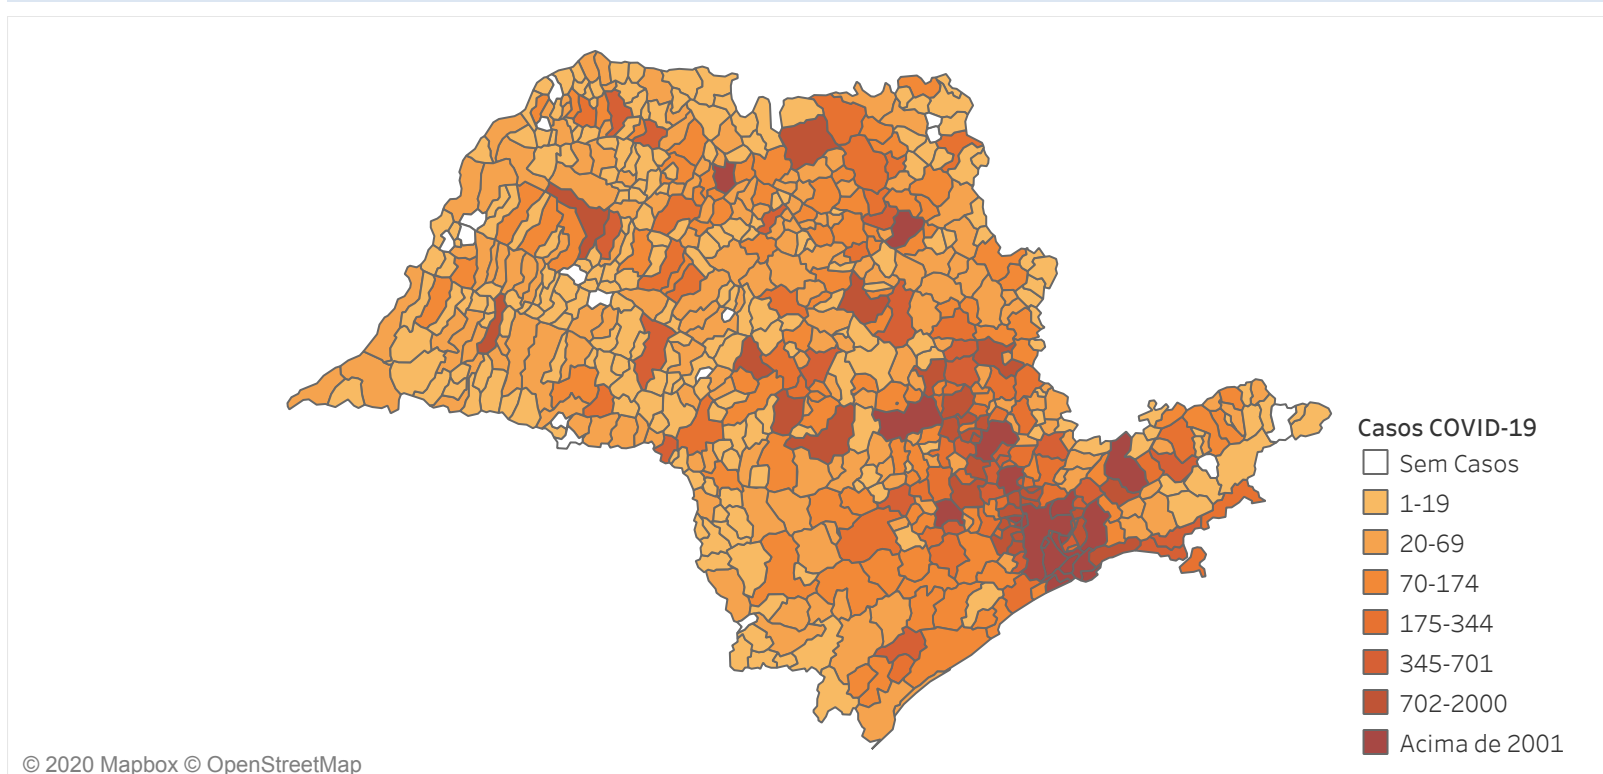 Casos COVID-19
Sem Casos
1-19
20-69
70-174
175-344
345-701
702-2000
Acima de 2001
© 2020 Mapbox © OpenStreetMap